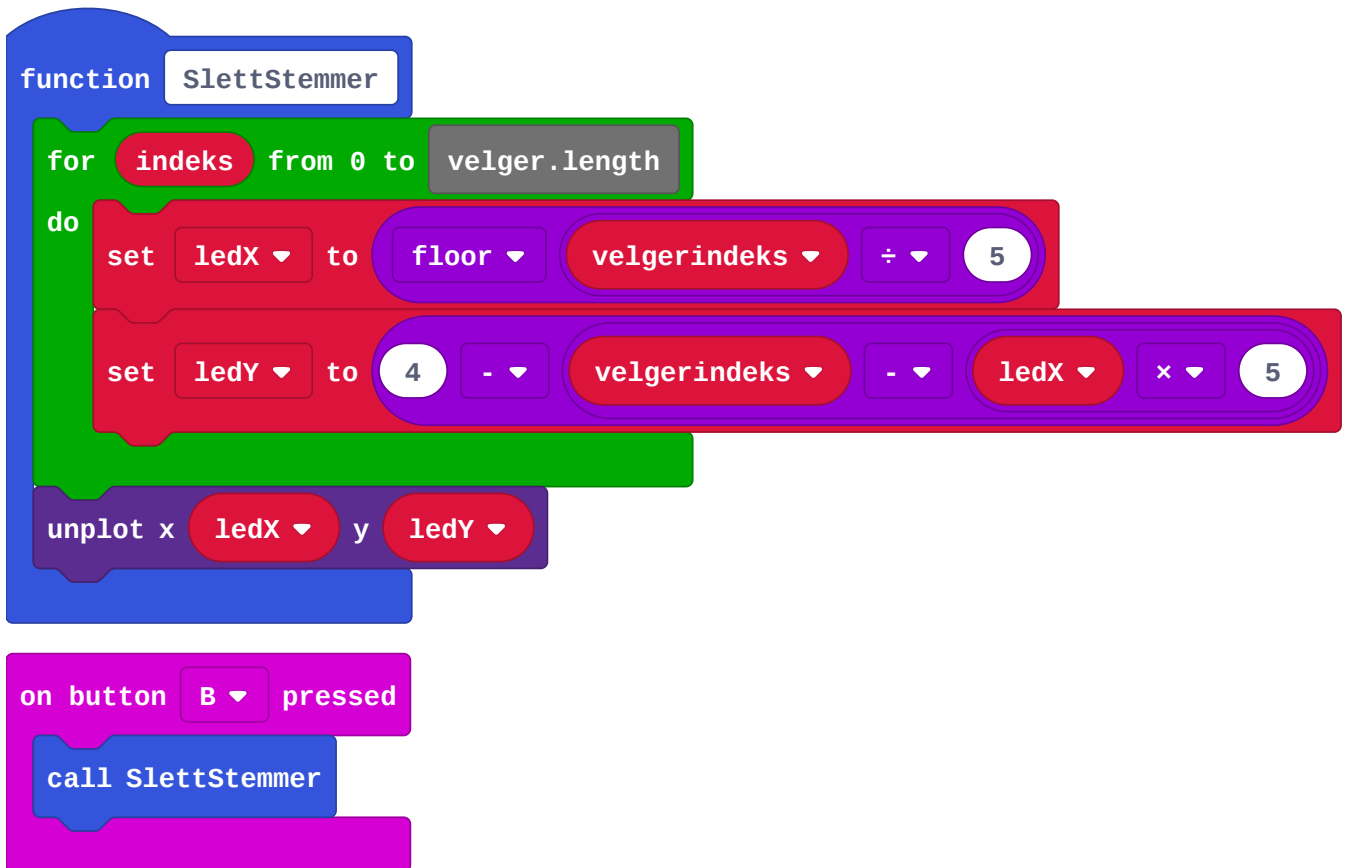 function SlettStemmer
for indeks from 0 to velger.length
do
set ledX to floor velgerindeks ÷ 5
set ledY to 4 - velgerindeks - ledX × 5
unplot x ledX y ledY
on button B pressed
call SlettStemmer